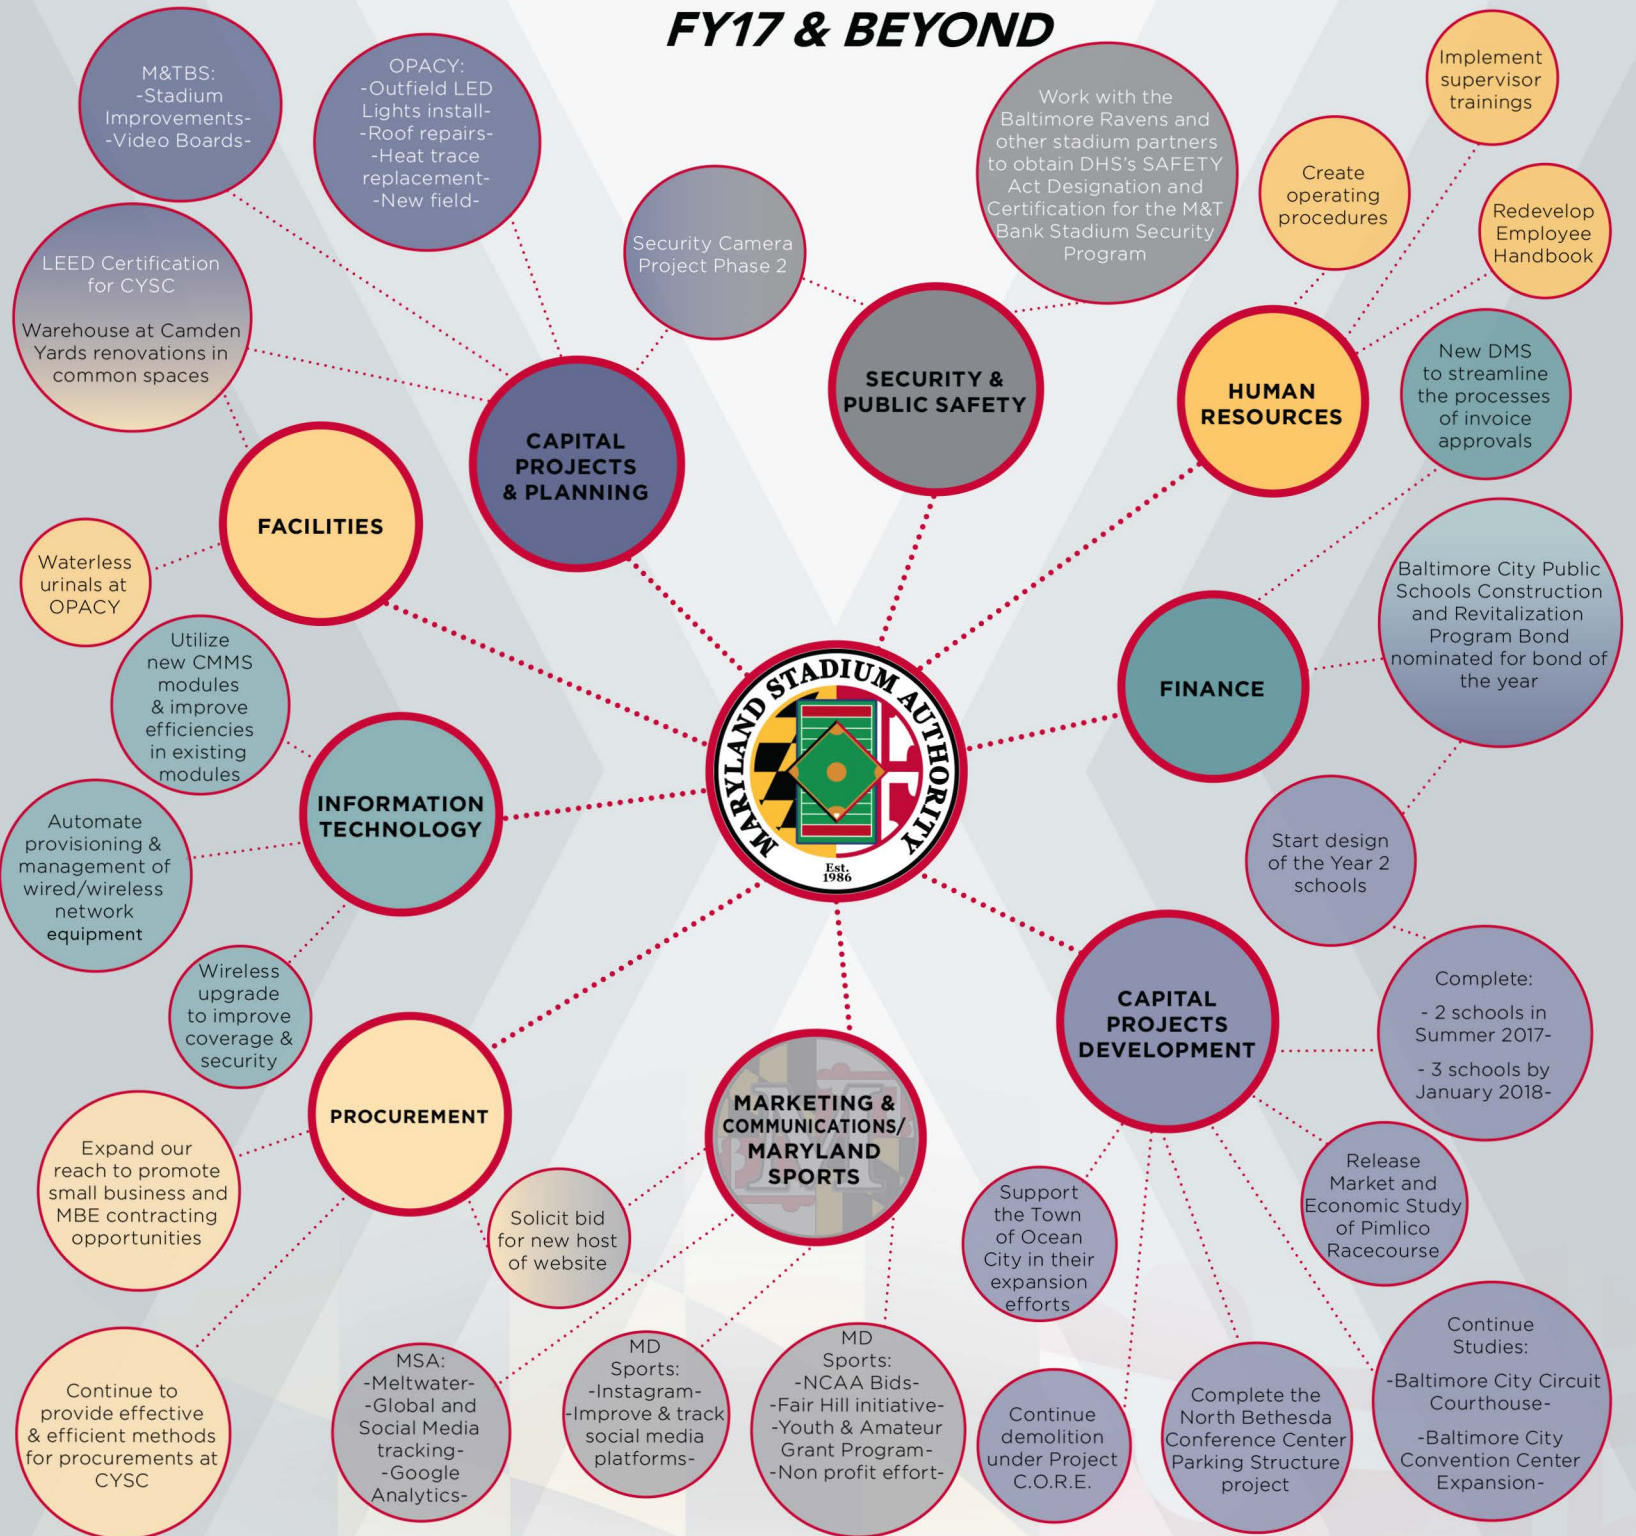 FY17 & BEYOND
M&TBS:
-Stadium
Improvements-
-Video Boards-
OPACY:
-Outfield LED
Lights install-
-Roof repairs-
-Heat trace
replacement-
-New field-
LEED Certification
for CYSC
Warehouse at Camden
Yards renovations in
common spaces
Security Camera
Project Phase 2
Work with the
Baltimore Ravens and
other stadium partners
to obtain DHS's SAFETY
Act Designation and
Certification for the M&T
Bank Stadium Security
Program
Implement
supervisor
trainings
Create
operating
procedures
Redevelop
Employee
Handbook
New DMS
to streamline
the processes
of invoice
approvals
CAPITAL
PROJECTS
& PLANNING
SECURITY &
PUBLIC SAFETY
HUMAN
RESOURCES
FACILITIES
Waterless
urinals at
OPACY
Utilize
new CMMS
modules
& improve
efficiencies
in existing
modules
Baltimore City Public
Schools Construction
and Revitalization
Program Bond
nominated for bond of
the year
FINANCE
MARYLAND STADIUM AUTHORITY
Est.
1986
INFORMATION
TECHNOLOGY
Automate
provisioning &
management of
wired/wireless
network
equipment
Wireless
upgrade
to improve
coverage &
security
Start design
of the Year 2
schools
Complete:
- 2 schools in
Summer 2017-
- 3 schools by
January 2018-
CAPITAL
PROJECTS
DEVELOPMENT
PROCUREMENT
MARKETING &
COMMUNICATIONS/
MARYLAND
SPORTS
Expand our
reach to promote
small business and
MBE contracting
opportunities
Solicit bid
for new host
of website
Support
the Town
of Ocean
City in their
expansion
efforts
Release
Market and
Economic Study
of Pimlico
Racecourse
Continue to
provide effective
& efficient methods
for procurements at
CYSC
MSA:
-Meltwater-
-Global and
Social Media
tracking-
-Google
Analytics-
MD
Sports:
-Instagram-
-Improve & track
social media
platforms-
MD
Sports:
-NCAA Bids-
-Fair Hill initiative-
-Youth & Amateur
Grant Program-
-Non profit effort-
Continue
demolition
under Project
C.O.R.E.
Complete the
North Bethesda
Conference Center
Parking Structure
project
Continue
Studies:
-Baltimore City Circuit
Courthouse-
-Baltimore City
Convention Center
Expansion-